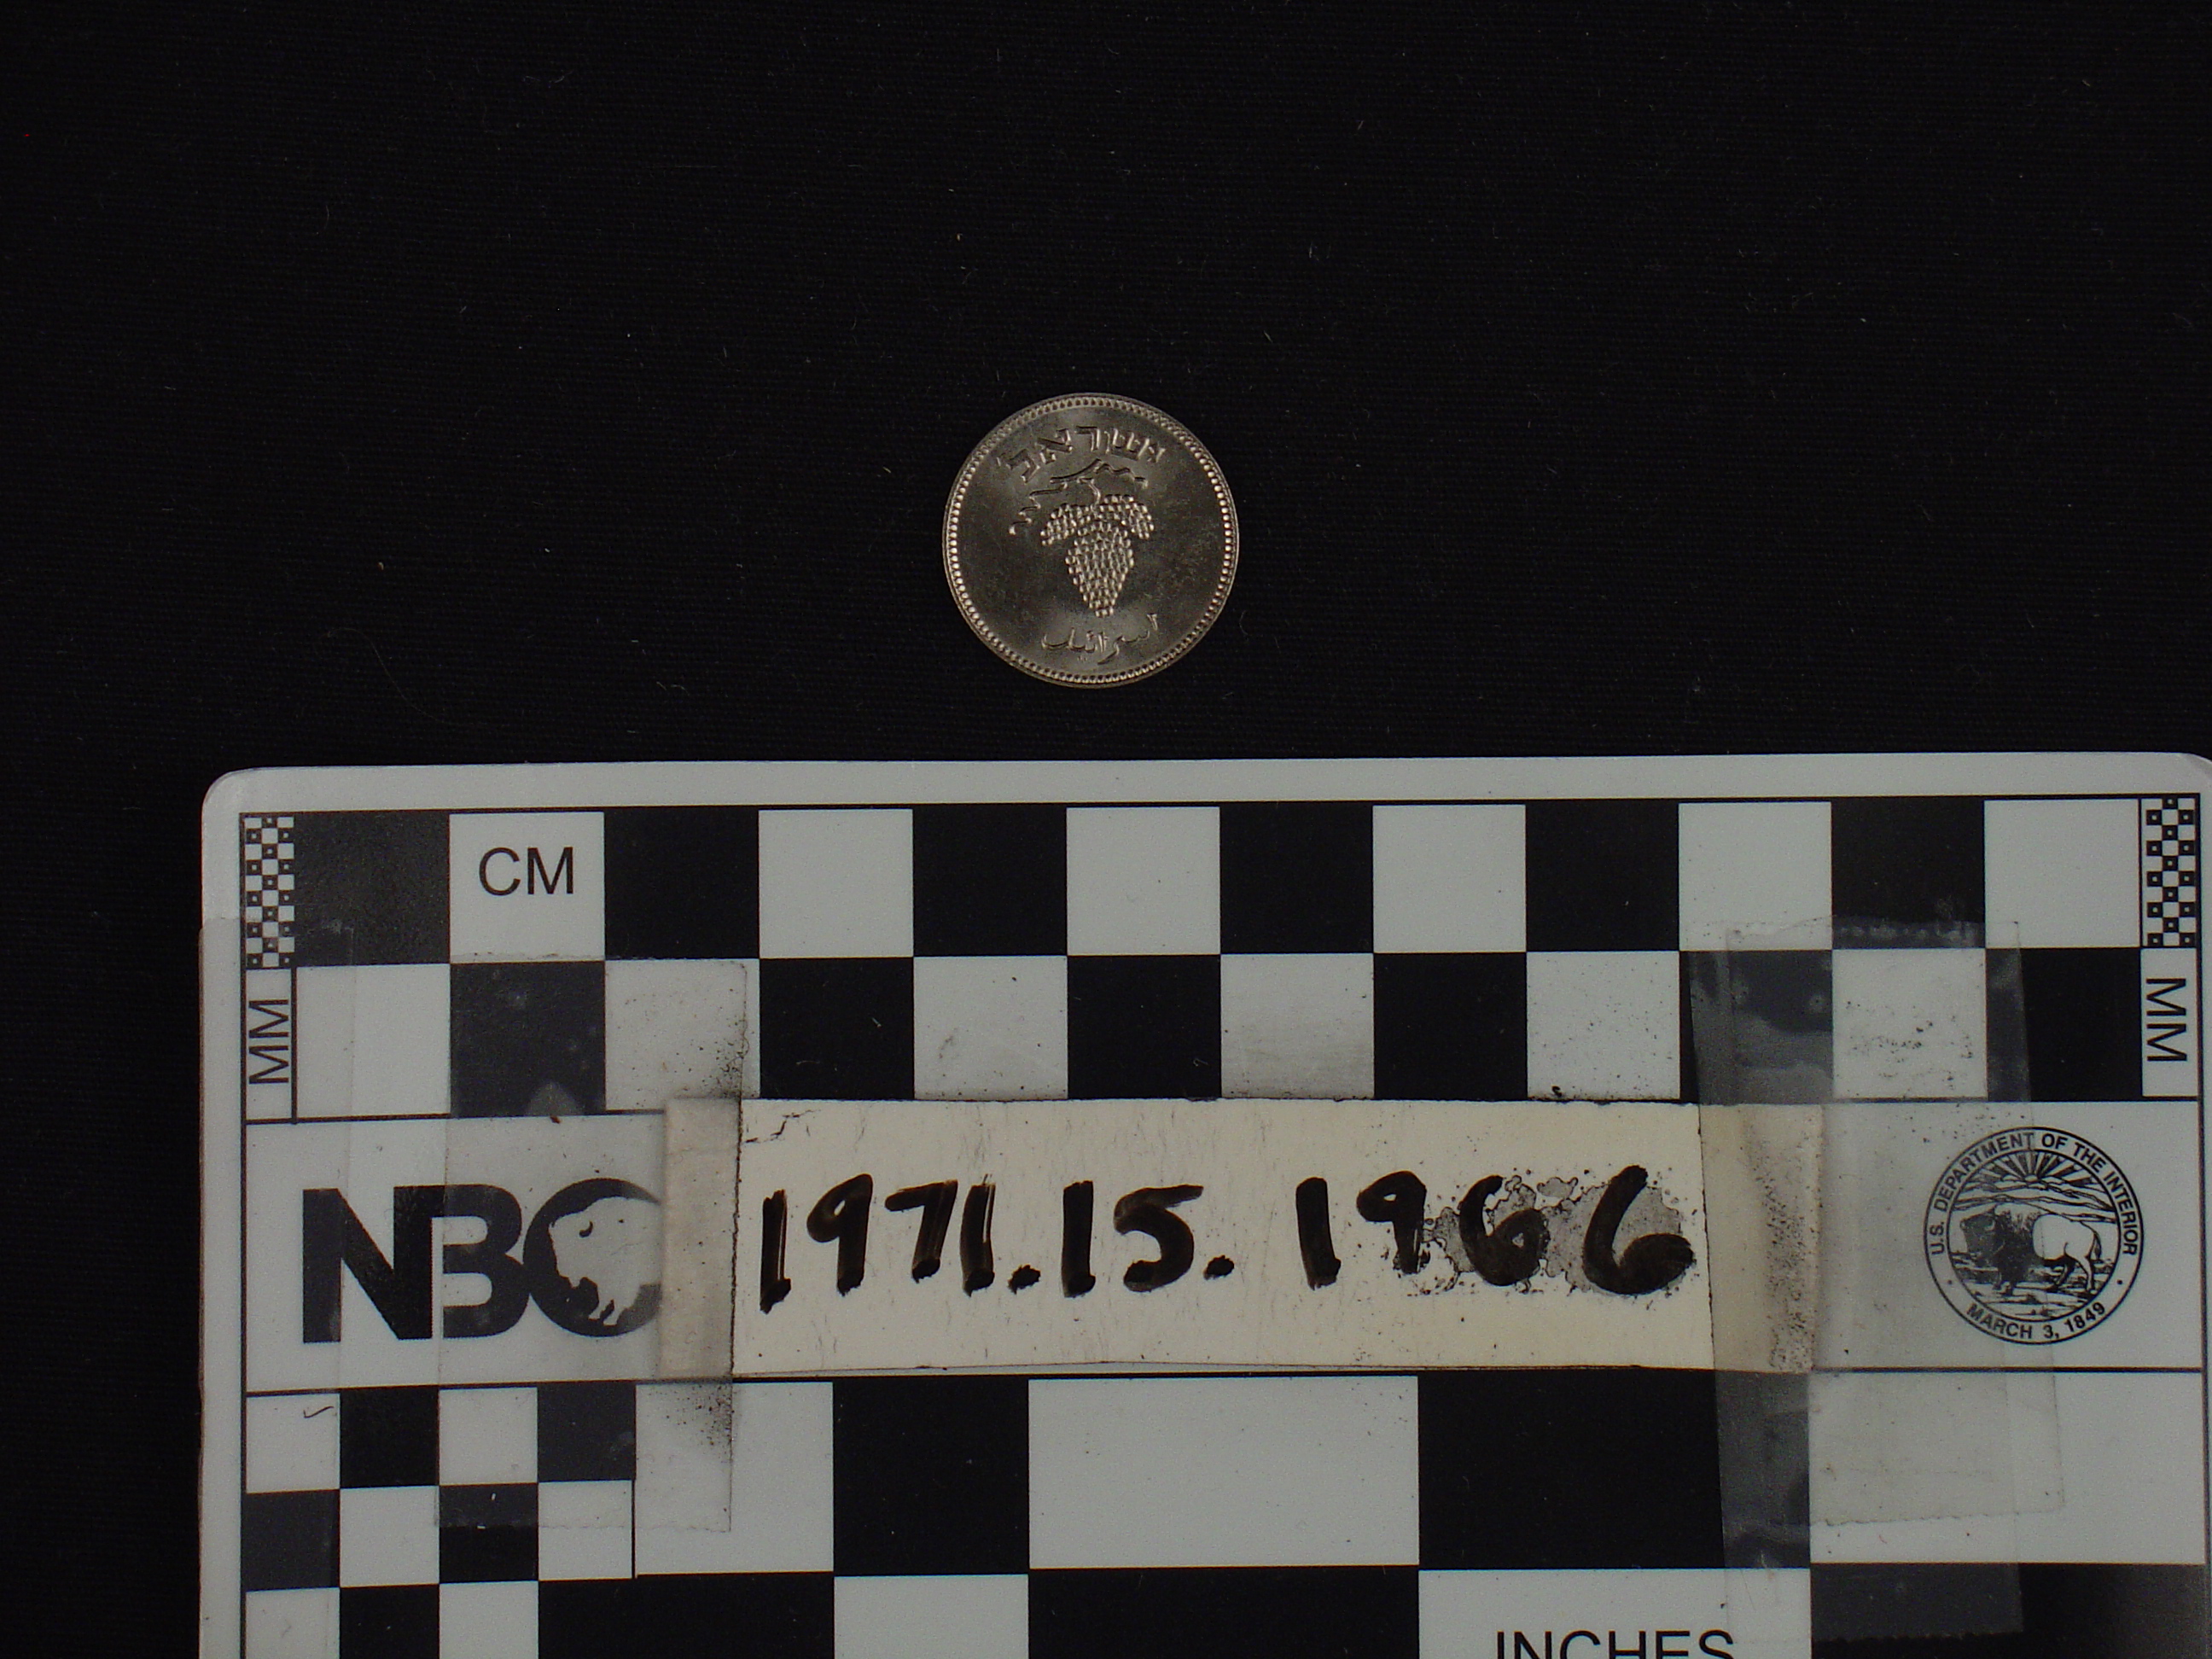 ישראל
اسرائيل
CM
MM
MM
NBC
1971.15.1966
U.S. DEPARTMENT OF THE INTERIOR
MARCH 3, 1849
INCHES